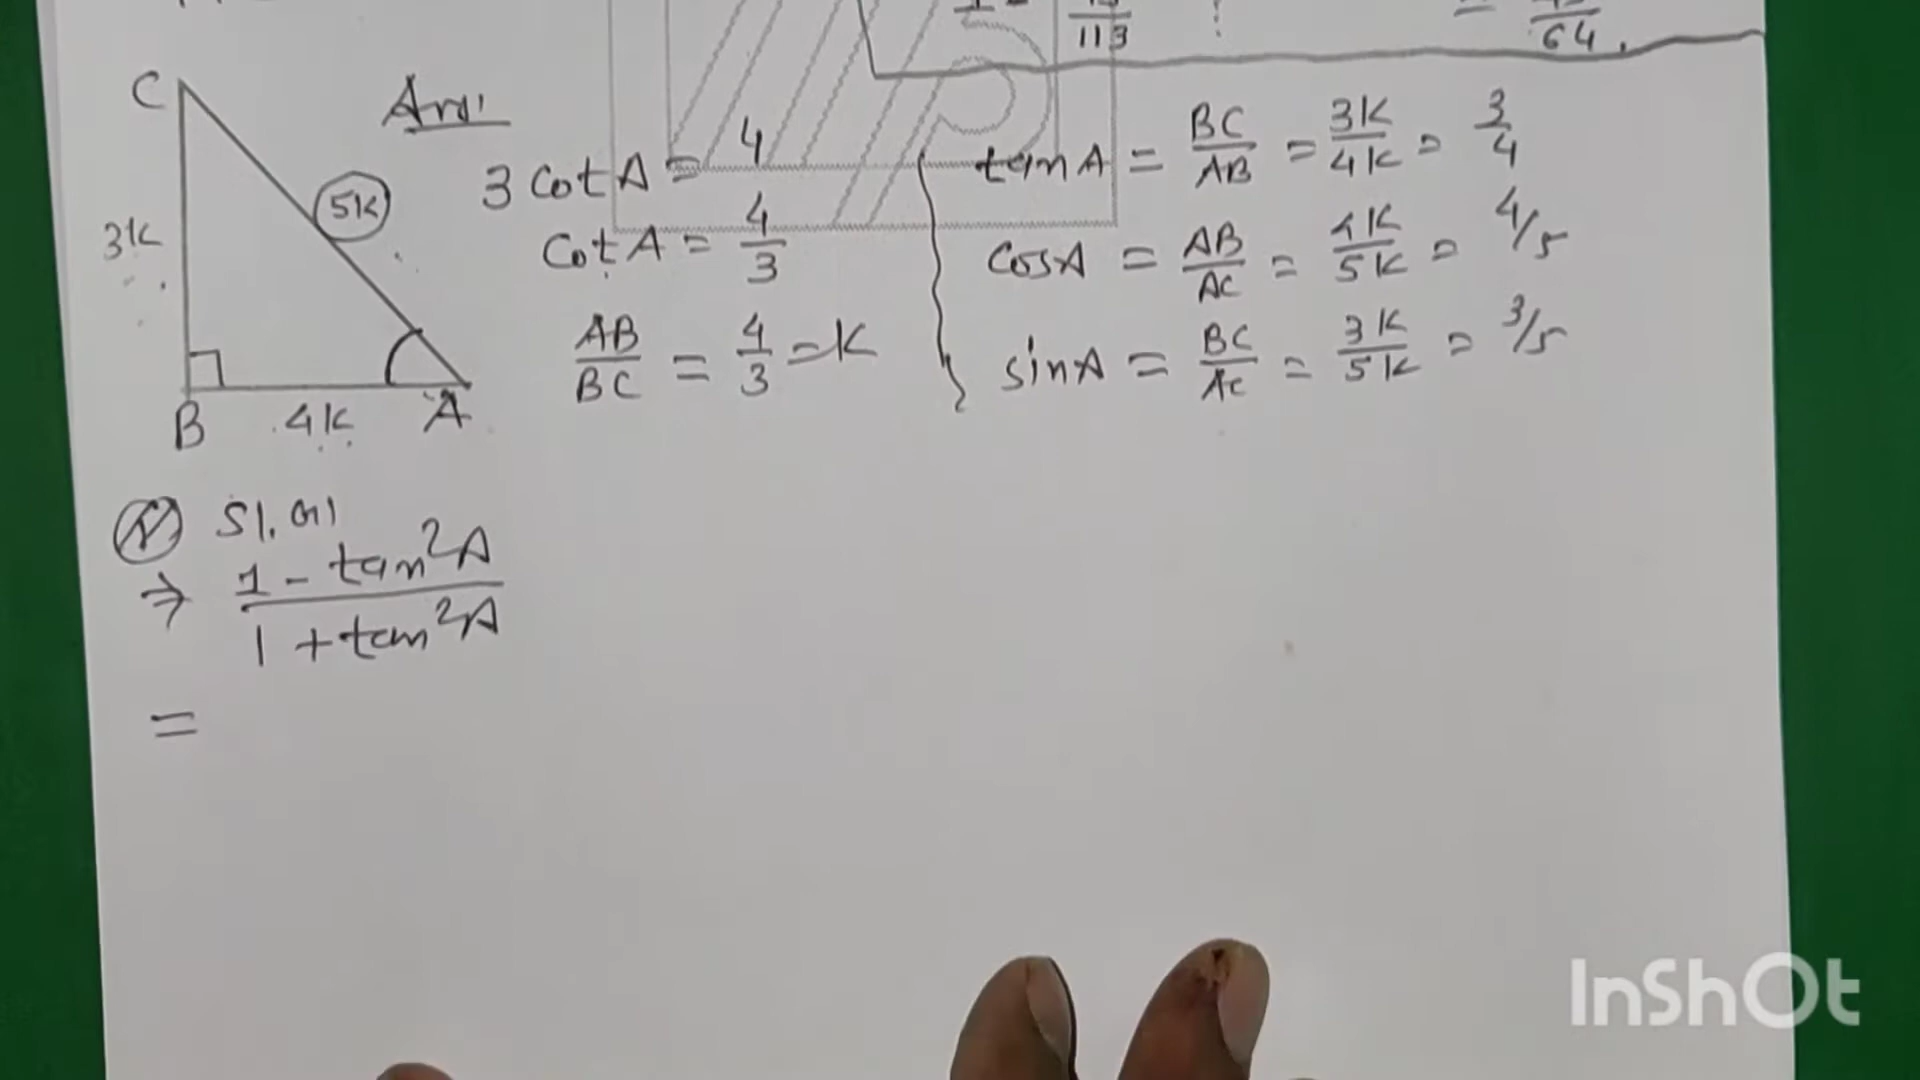 113
64.
C
3K
5K
B 4K A
Ans:
3 cot A = 4
cot A = 4/3
AB/BC = 4/3 = K
tan A = BC/AB = 3K/4K = 3/4
cos A = AB/AC = 4K/5K = 4/5
sin A = BC/AC = 3K/5K = 3/5
⇒ 1 - tan²A / 1 + tan²A
=
InShOt